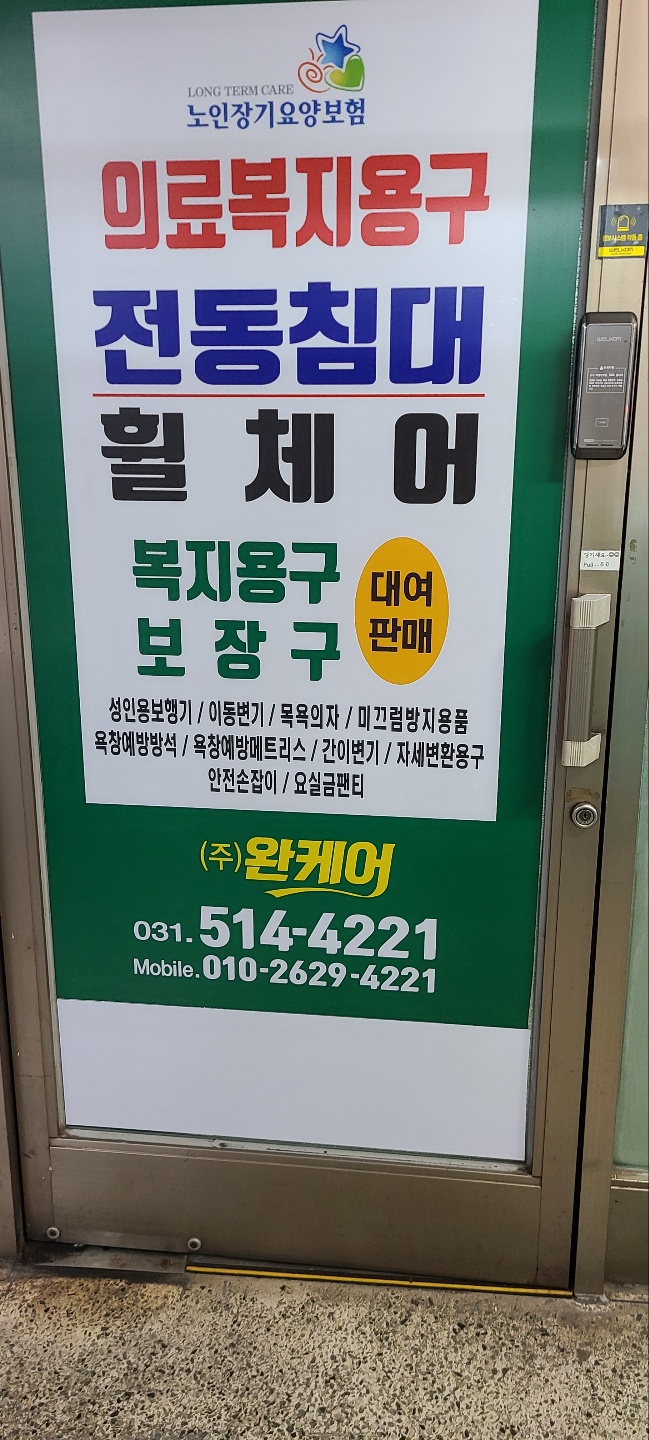 LONG TERM CARE
노인장기요양보험
의료복지용구
전동침대
휠체어
복지용구
보장구
대여
판매
성인용보행기 / 이동변기 / 목욕의자 / 미끄럼방지용품
욕창예방방석 / 욕창예방메트리스 / 간이변기 / 자세변환용구
안전손잡이 / 요실금팬티
(주)완케어
031.514-4221
Mobile.010-2629-4221
WELKOM